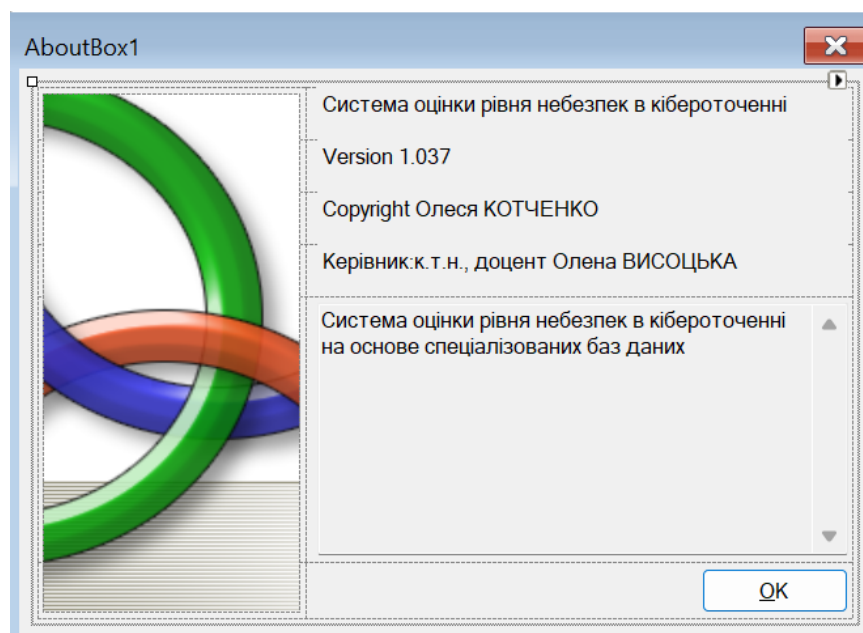 AboutBox1
Система оцінки рівня небезпек в кібероточенні
Version 1.037
Copyright Олеся КОТЧЕНКО
Керівник:к.т.н., доцент Олена ВИСОЦЬКА
Система оцінки рівня небезпек в кібероточенні
на основе спеціалізованих баз даних
OK